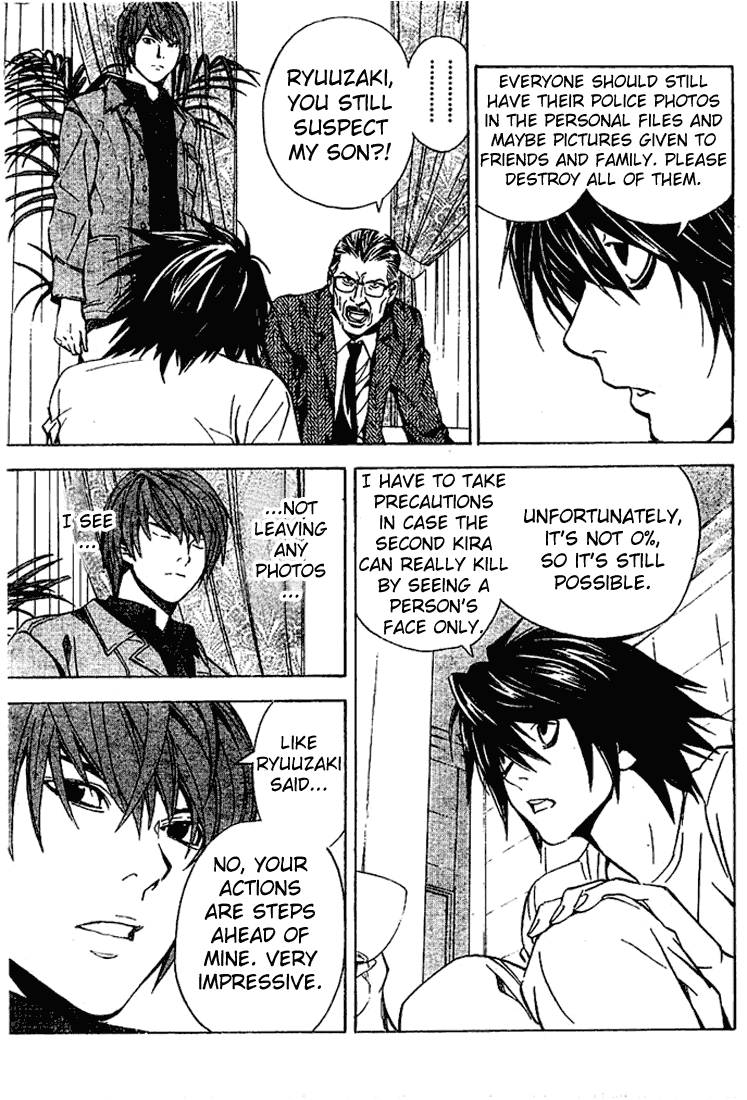 EVERYONE SHOULD STILL
HAVE THEIR POLICE PHOTOS
IN THE PERSONAL FILES AND
MAYBE PICTURES GIVEN TO
FRIENDS AND FAMILY. PLEASE
DESTROY ALL OF THEM.
RYUUZAKI,
YOU STILL
SUSPECT
MY SON?!
UNFORTUNATELY,
IT'S NOT 0%,
SO IT'S STILL
POSSIBLE.
I HAVE TO TAKE
PRECAUTIONS
IN CASE THE
SECOND KIRA
CAN REALLY KILL
BY SEEING A
PERSON'S
FACE ONLY.
I SEE
...
...NOT
LEAVING
ANY
PHOTOS
...
LIKE
RYUUZAKI
SAID...
NO, YOUR
ACTIONS
ARE STEPS
AHEAD OF
MINE. VERY
IMPRESSIVE.